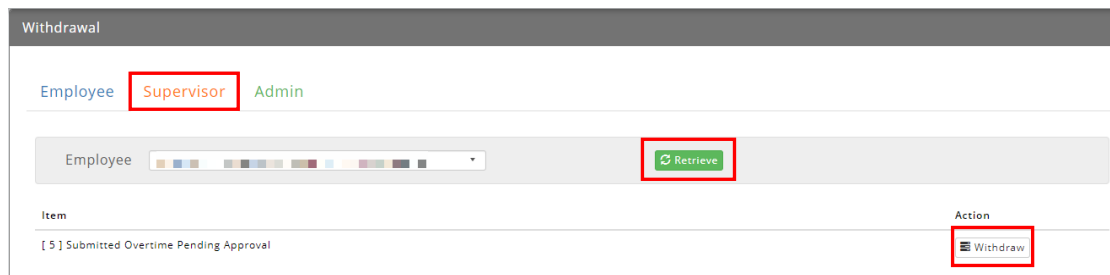 Withdrawal
Employee Supervisor Admin
Employee Retrieve
Item Action
[ 5 ] Submitted Overtime Pending Approval Withdraw